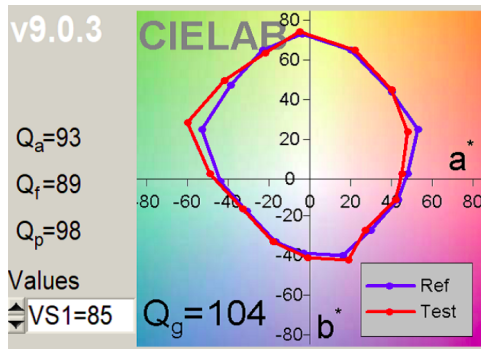 v9.0.3
CIELAB
80
60
40
20
0
-20
-40
-60
-80
-80 -60 -40 -20 0 20 40 60 80
a*
b*
Qa=93
Qf=89
Qp=98
Values
VS1=85
Qg=104
Ref
Test